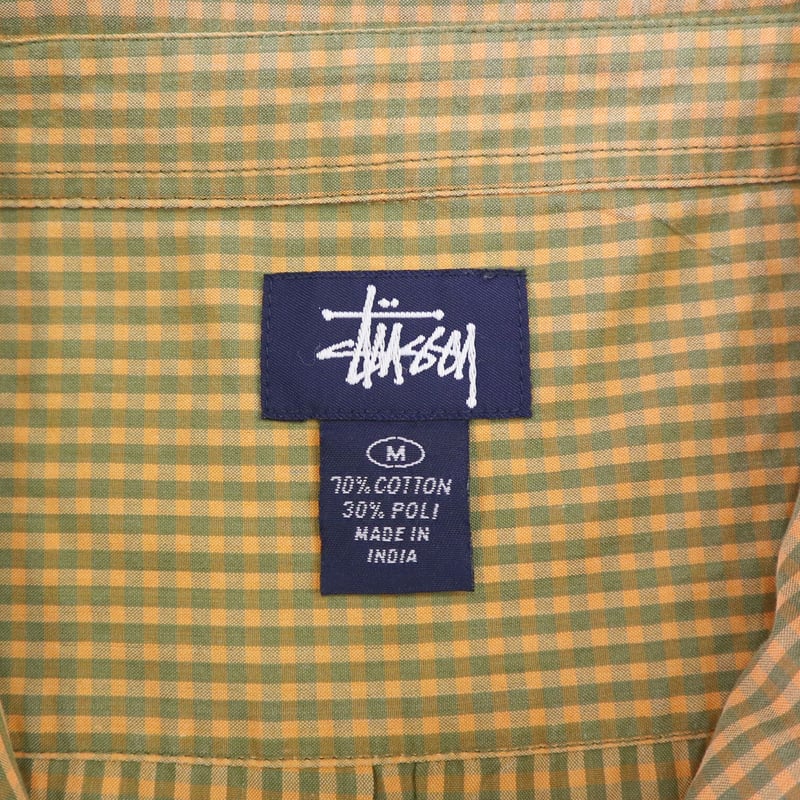 Stüssy
M
70% COTTON
30% POLI
MADE IN
INDIA